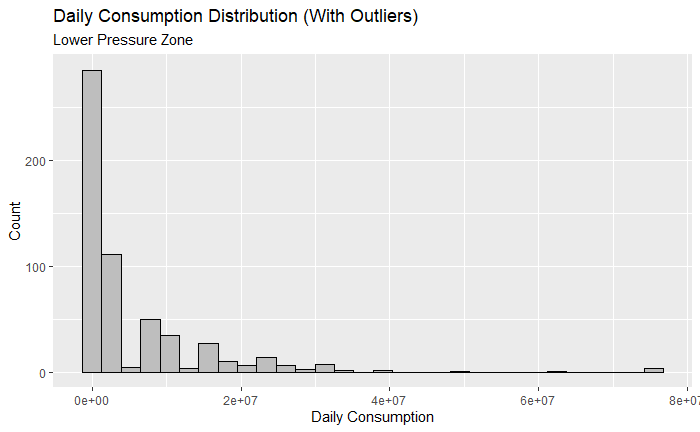 Daily Consumption Distribution (With Outliers)
Lower Pressure Zone
Count
200
100
0
0e+00 2e+07 4e+07 6e+07 8e+07
Daily Consumption